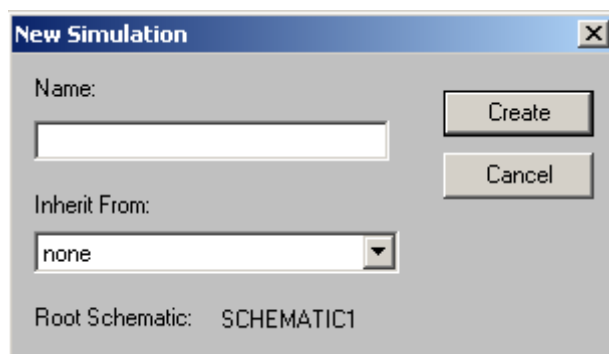 New Simulation
Name:
Create
Cancel
Inherit From:
none
Root Schematic: SCHEMATIC1